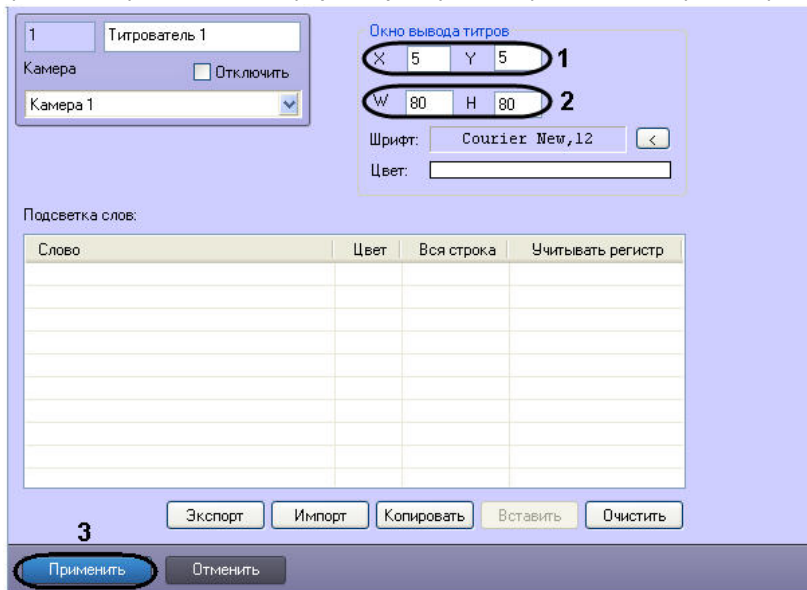 1 Титрователь 1
Камера Отключить
Камера 1
Окно вывода титров
X 5 Y 5 1
W 80 H 80 2
Шрифт: Courier New,12 <
Цвет:
Подсветка слов:
Слово Цвет Вся строка Учитывать регистр
Экспорт Импорт Копировать Вставить Очистить
3
Применить Отменить